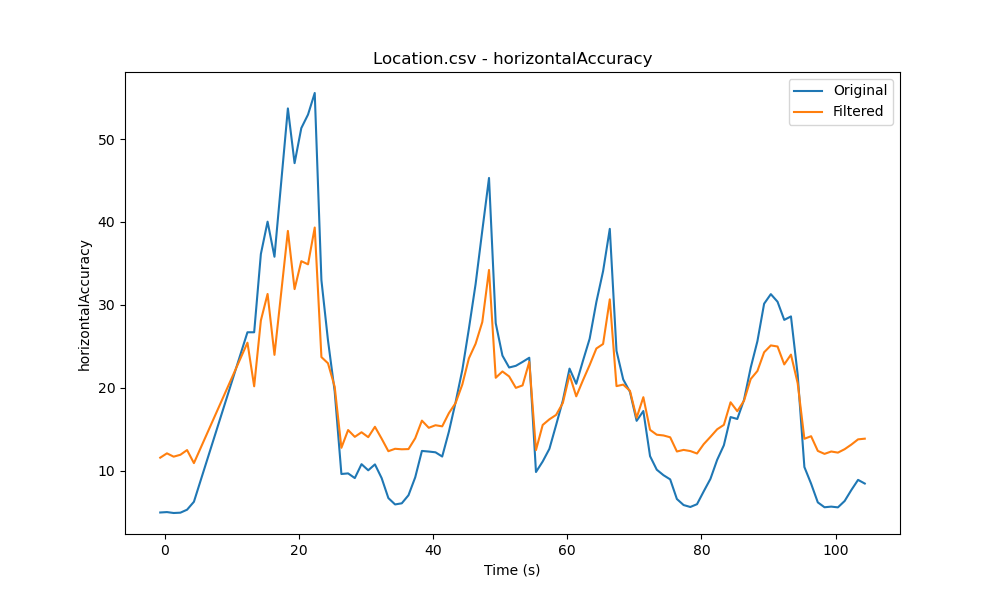 Location.csv - horizontalAccuracy
Original
Filtered
50
40
30
20
10
horizontalAccuracy
0 20 40 60 80 100
Time (s)